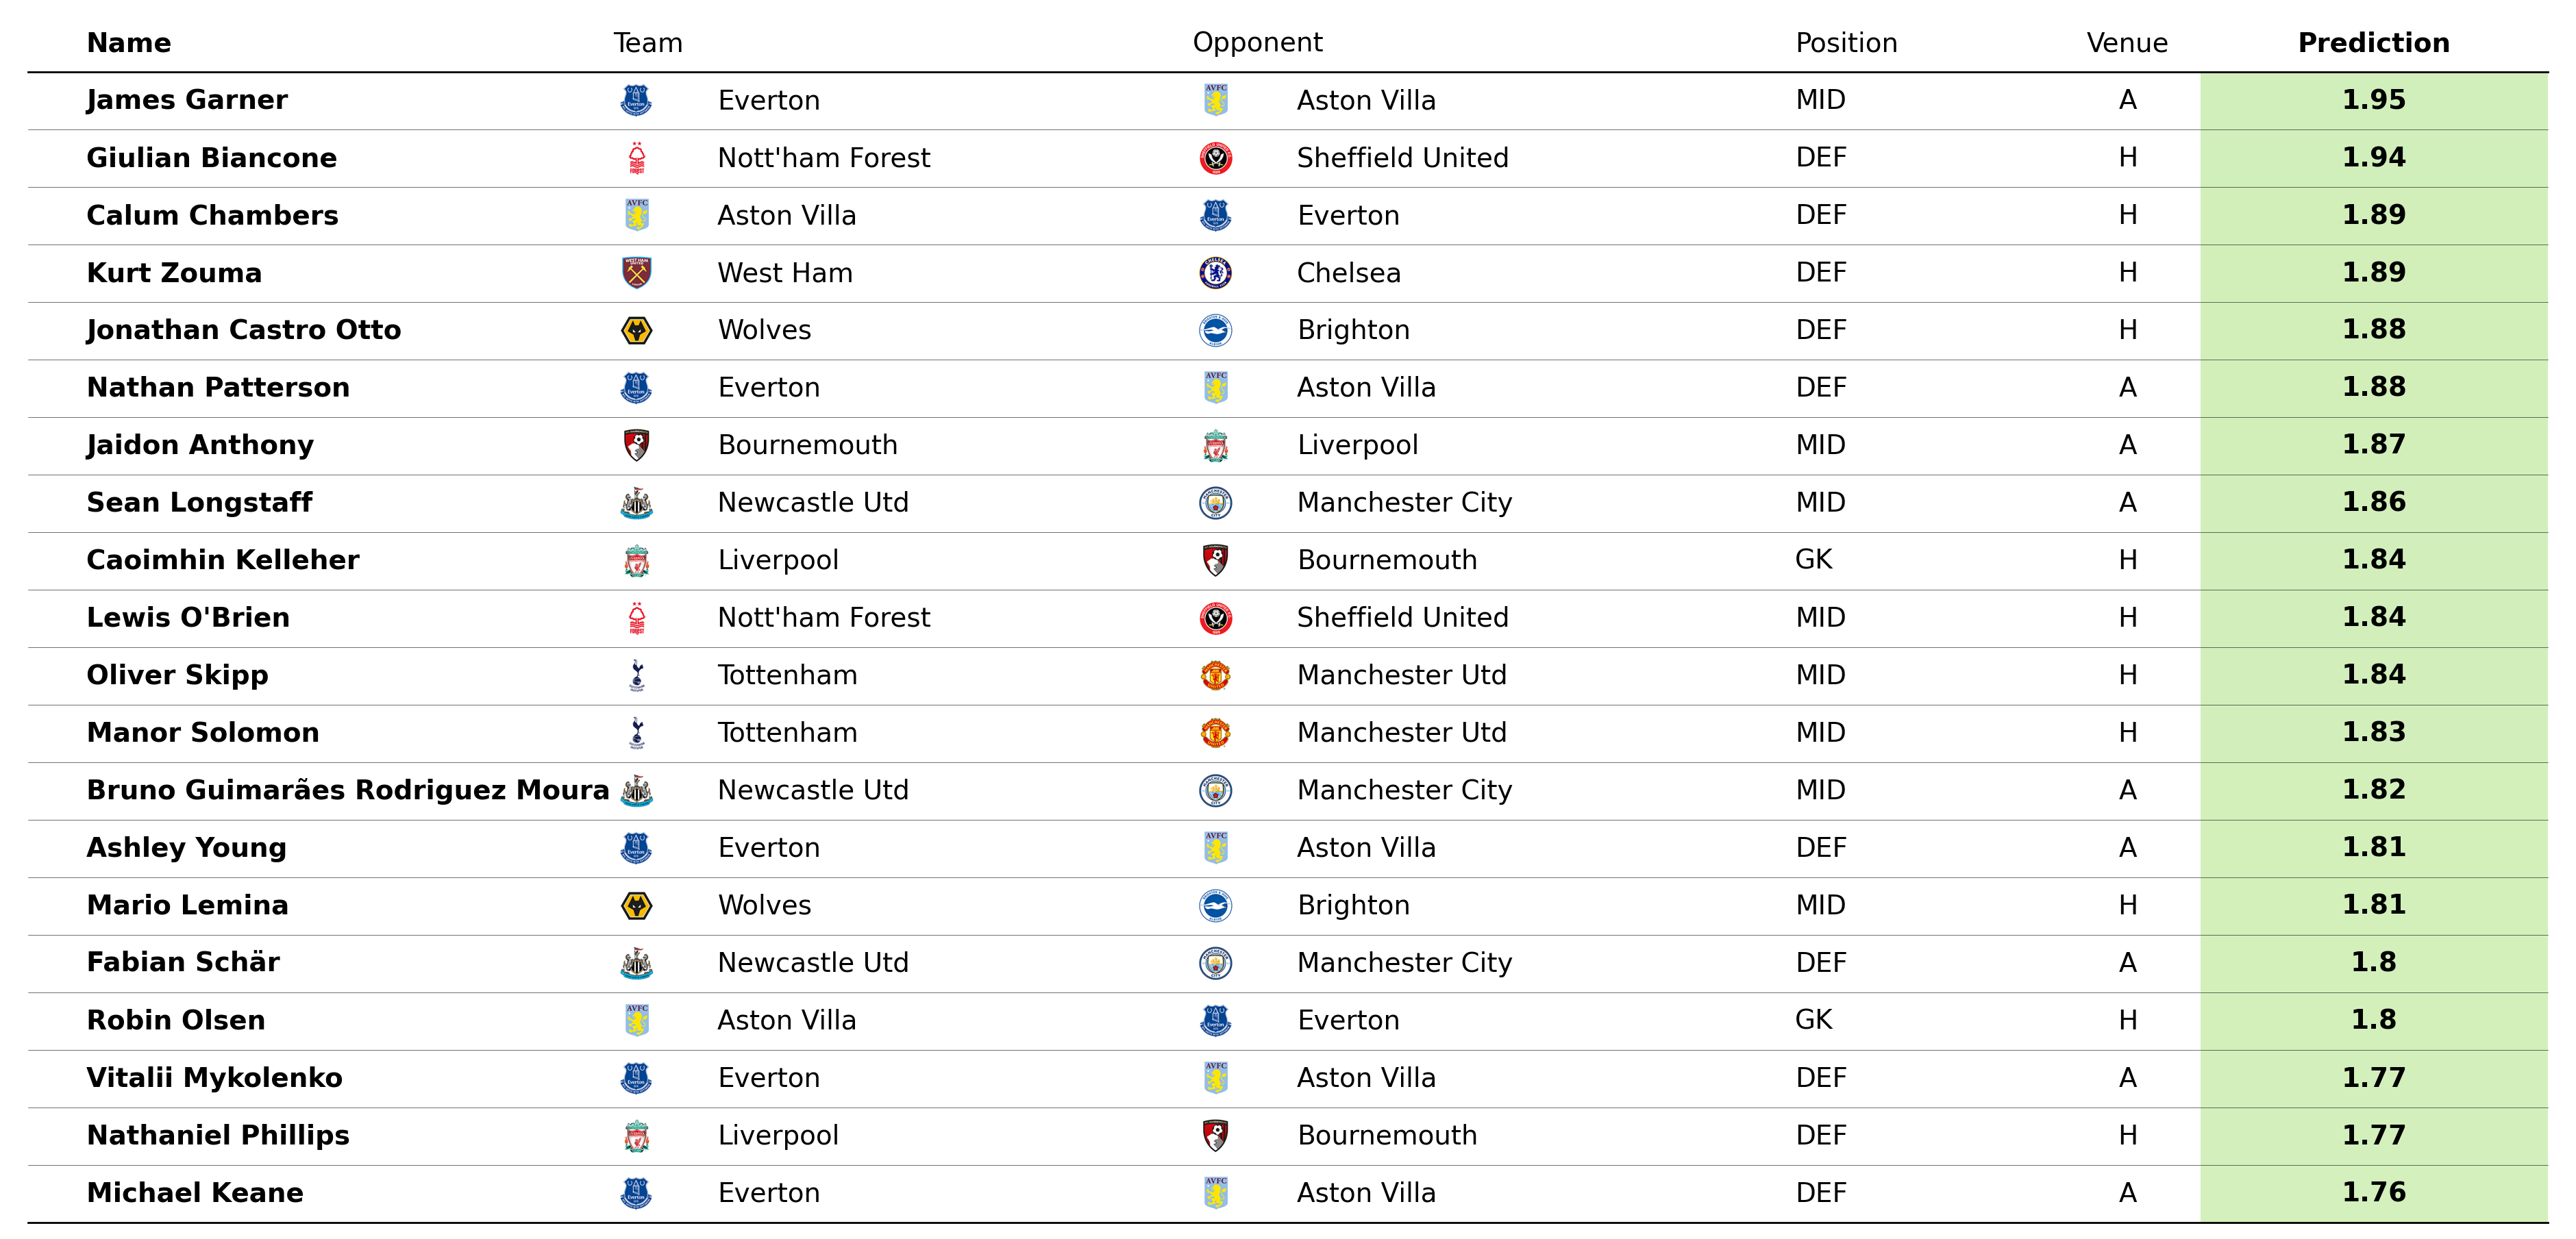 Name Team Opponent Position Venue Prediction
James Garner Everton Aston Villa MID A 1.95
Giulian Biancone Nott'ham Forest Sheffield United DEF H 1.94
Calum Chambers Aston Villa Everton DEF H 1.89
Kurt Zouma West Ham Chelsea DEF H 1.89
Jonathan Castro Otto Wolves Brighton DEF H 1.88
Nathan Patterson Everton Aston Villa DEF A 1.88
Jaidon Anthony Bournemouth Liverpool MID A 1.87
Sean Longstaff Newcastle Utd Manchester City MID A 1.86
Caoimhin Kelleher Liverpool Bournemouth GK H 1.84
Lewis O'Brien Nott'ham Forest Sheffield United MID H 1.84
Oliver Skipp Tottenham Manchester Utd MID H 1.84
Manor Solomon Tottenham Manchester Utd MID H 1.83
Bruno Guimarães Rodriguez Moura Newcastle Utd Manchester City MID A 1.82
Ashley Young Everton Aston Villa DEF A 1.81
Mario Lemina Wolves Brighton MID H 1.81
Fabian Schär Newcastle Utd Manchester City DEF A 1.8
Robin Olsen Aston Villa Everton GK H 1.8
Vitalii Mykolenko Everton Aston Villa DEF A 1.77
Nathaniel Phillips Liverpool Bournemouth DEF H 1.77
Michael Keane Everton Aston Villa DEF A 1.76